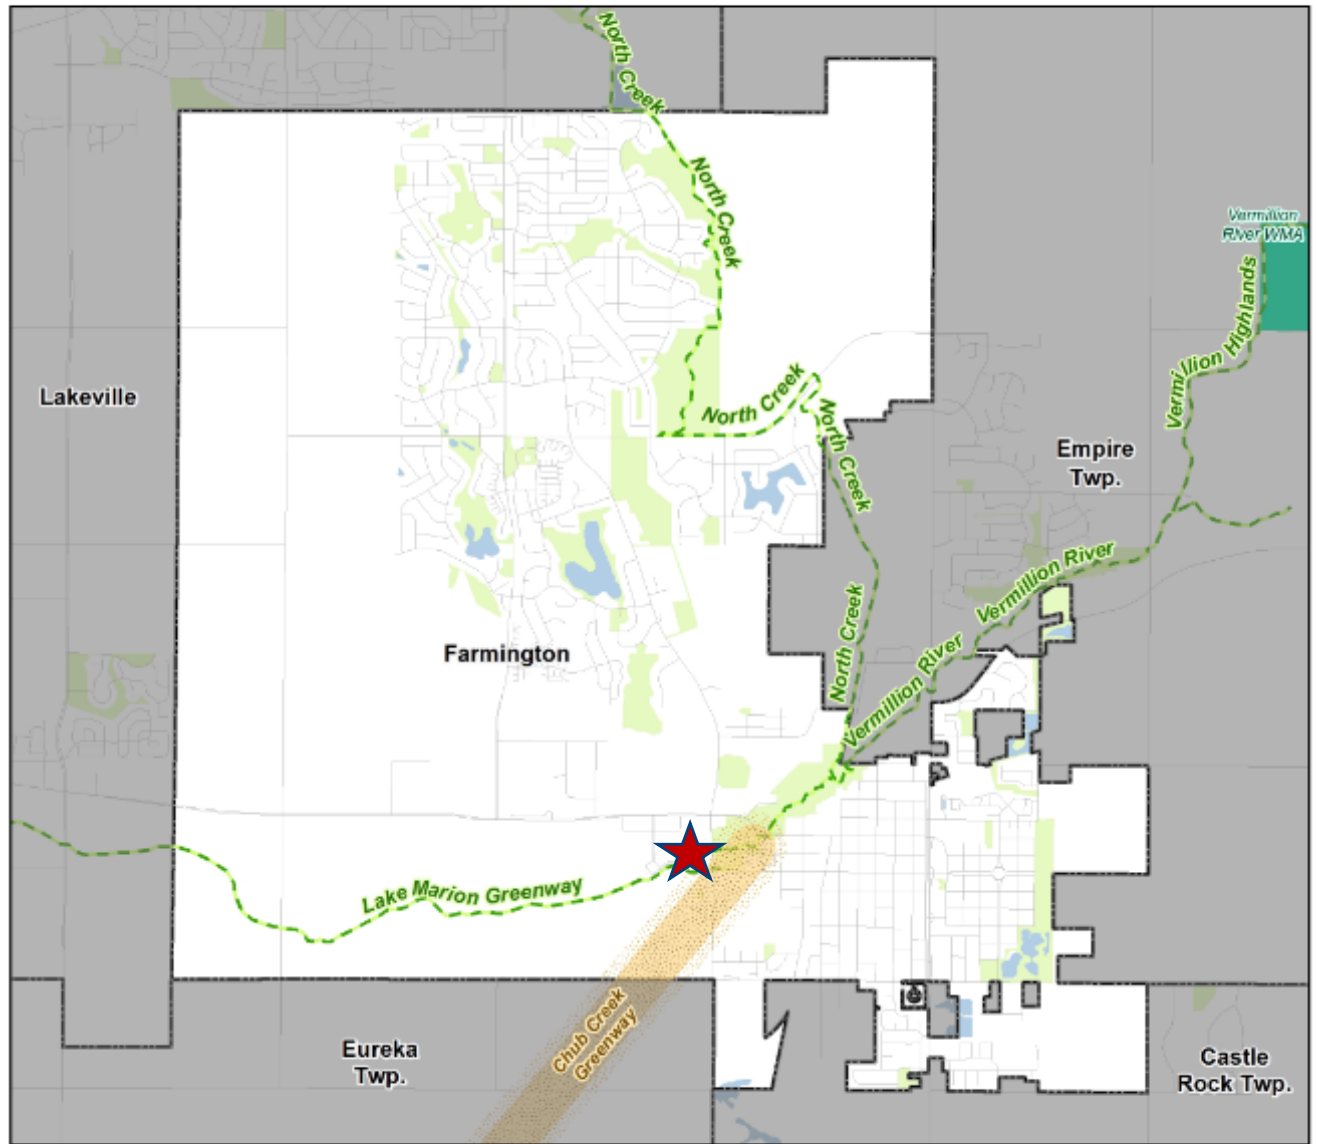 North Creek
North Creek
Vermillion
River WMA
Vermillion Highlands
Lakeville
North Creek
North Creek
Empire
Twp.
Vermillion River
North Creek
Farmington
Vermillion River
Lake Marion Greenway
Chub Creek
Greenway
Eureka
Twp.
Castle
Rock Twp.